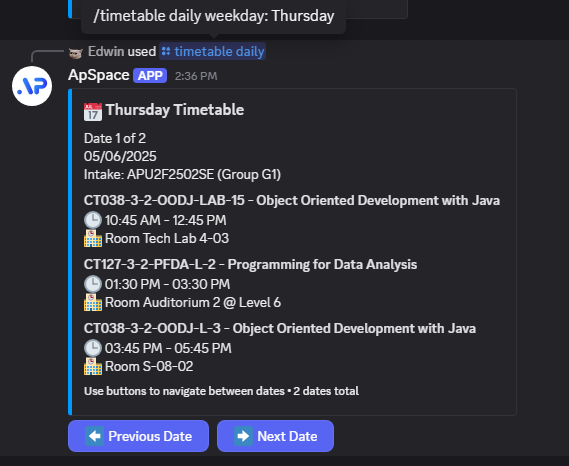 /timetable daily weekday: Thursday
Edwin used timetable daily
AP
ApSpace APP 2:36 PM
JUL 17 Thursday Timetable
Date 1 of 2
05/06/2025
Intake: APU2F2502SE (Group G1)
CT038-3-2-OODJ-LAB-15 - Object Oriented Development with Java
10:45 AM - 12:45 PM
Room Tech Lab 4-03
CT127-3-2-PFDA-L-2 - Programming for Data Analysis
01:30 PM - 03:30 PM
Room Auditorium 2 @ Level 6
CT038-3-2-OODJ-L-3 - Object Oriented Development with Java
03:45 PM - 05:45 PM
Room S-08-02
Use buttons to navigate between dates • 2 dates total
Previous Date
Next Date